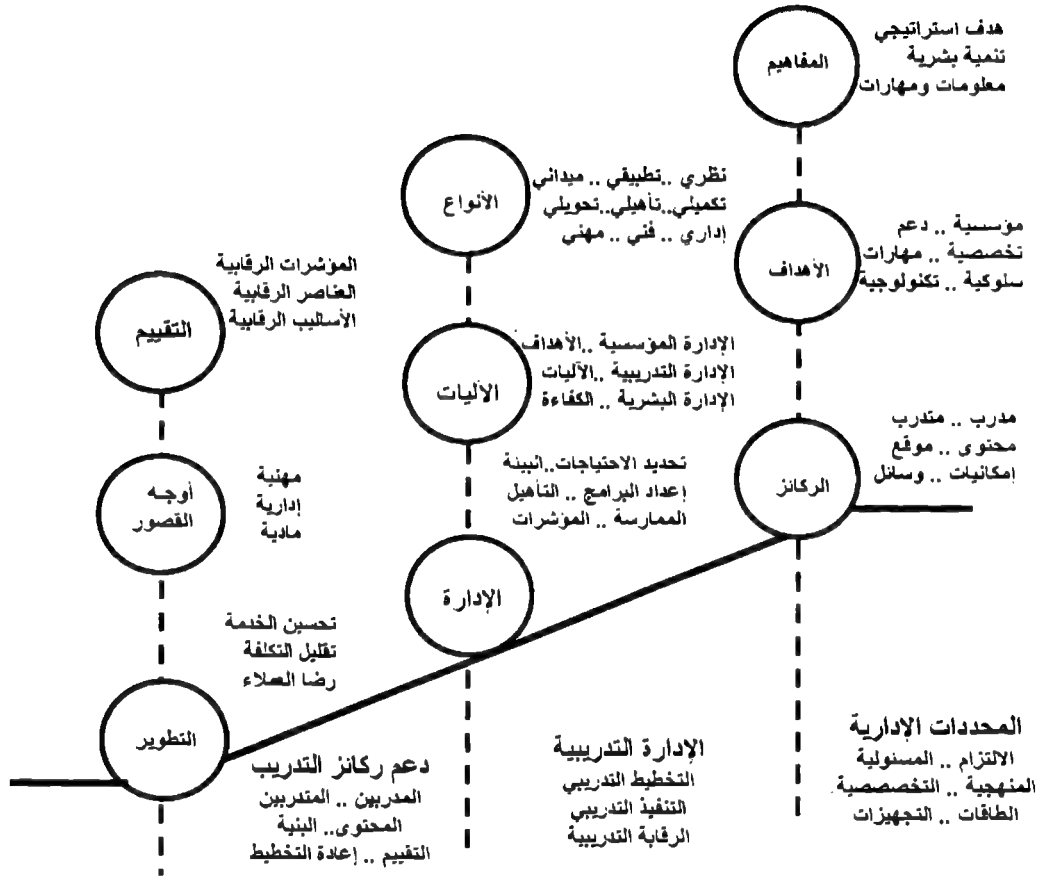 المفاهيم
هدف استراتيجي
تنمية بشرية
معلومات ومهارات
الأهداف
مؤسسية .. دعم
تخصصية .. مهارات
سلوكية .. تكنولوجية
الركائز
مدرب .. متدرب
محتوى .. موقع
إمكانيات .. وسائل
المحددات الإدارية
الالتزام .. المسئولية
المنهجية .. التخصصية
الطاقات .. التجهيزات
الأنواع
نظري ..تطبيقي .. ميداني
تكميلي..تأهيلي..تحويلي
إداري .. فني .. مهني
الآليات
الإدارة المؤسسية ..الأهداف
الإدارة التدريبية ..الآليات
الإدارة البشرية .. الكفاءة
الإدارة
تحديد الاحتياجات..البيئة
إعداد البرامج .. التأهيل
الممارسة .. المؤشرات
الإدارة التدريبية
التخطيط التدريبي
التنفيذ التدريبي
الرقابة التدريبية
التقييم
المؤشرات الرقابية
العناصر الرقابية
الأساليب الرقابية
أوجه
القصور
مهنية
إدارية
مادية
التطوير
تحسين الخدمة
تقليل التكلفة
رضا العملاء
دعم ركائز التدريب
المدربين .. المتدربين
المحتوى.. البنية
التقييم .. إعادة التخطيط